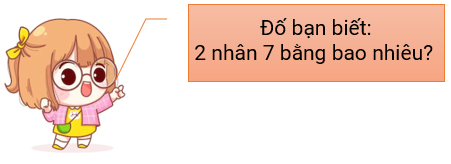 Đố bạn biết:
2 nhân 7 bằng bao nhiêu?